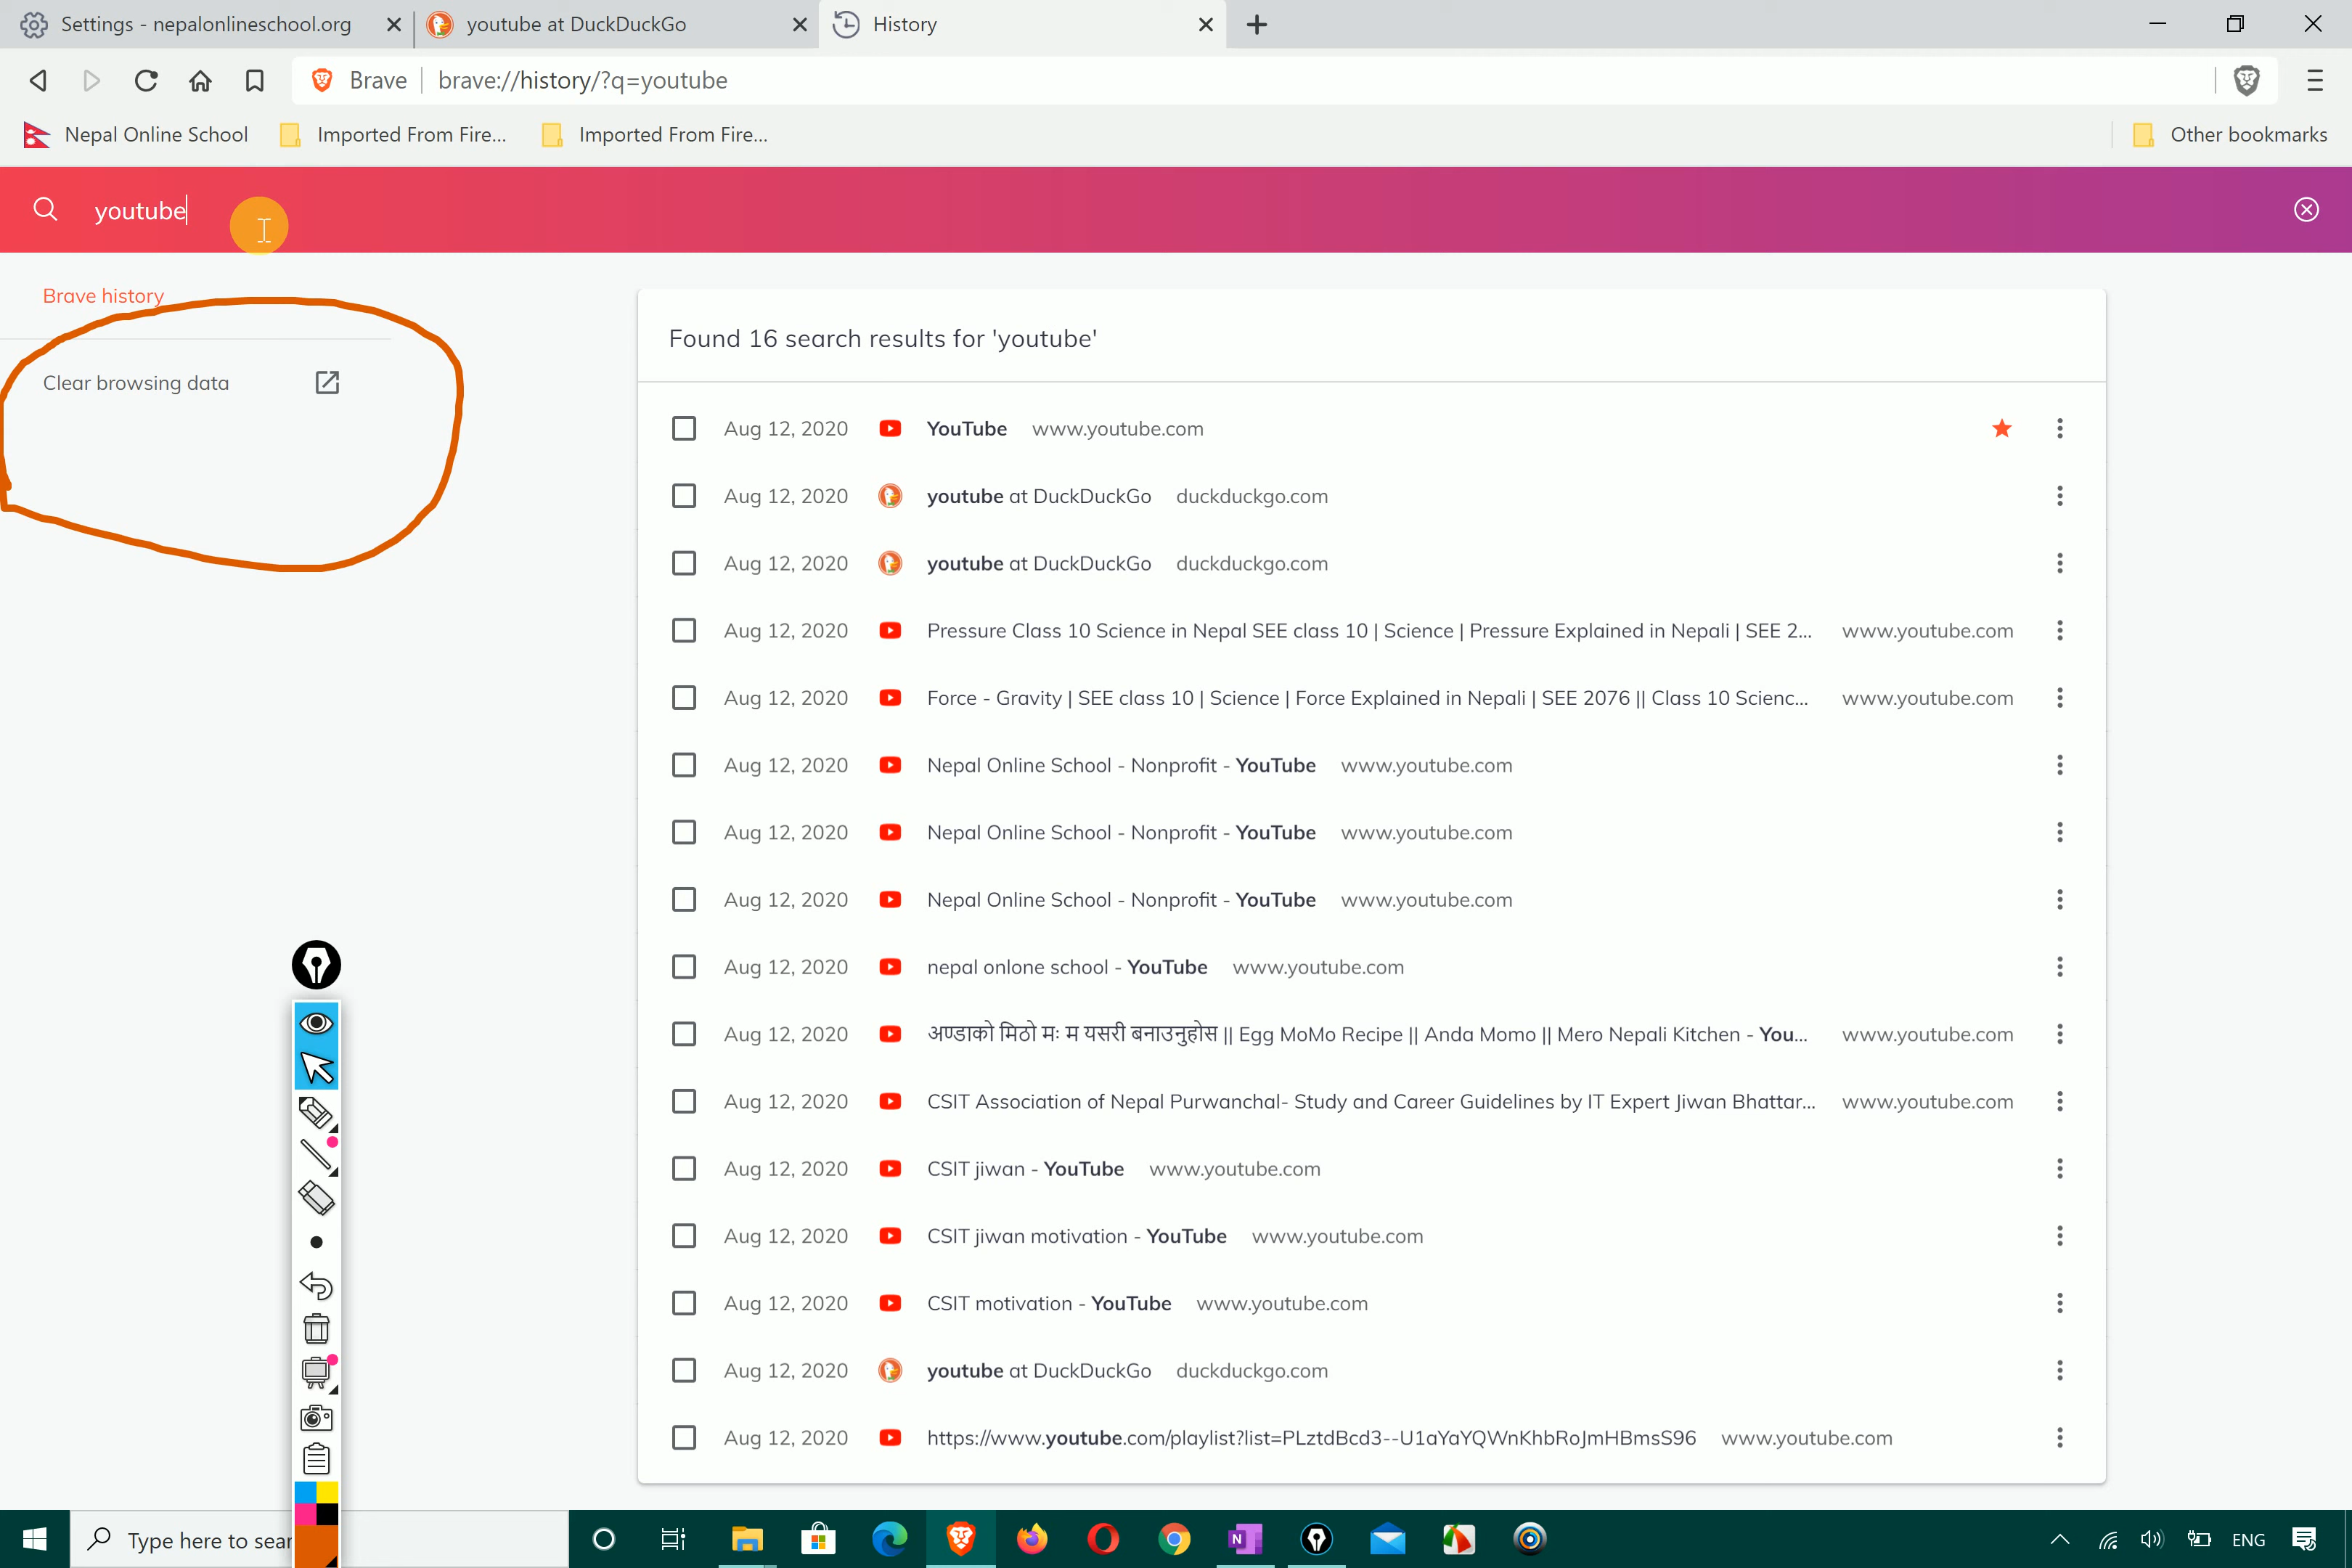 Settings - nepalonlineschool.org
youtube at DuckDuckGo
History
Brave
brave://history/?q=youtube
Nepal Online School
Imported From Fire...
Imported From Fire...
Other bookmarks
youtube
Brave history
Clear browsing data
Found 16 search results for 'youtube'
Aug 12, 2020 YouTube www.youtube.com
Aug 12, 2020 youtube at DuckDuckGo duckduckgo.com
Aug 12, 2020 youtube at DuckDuckGo duckduckgo.com
Aug 12, 2020 Pressure Class 10 Science in Nepal SEE class 10 | Science | Pressure Explained in Nepali | SEE 2... www.youtube.com
Aug 12, 2020 Force - Gravity | SEE class 10 | Science | Force Explained in Nepali | SEE 2076 || Class 10 Scienc... www.youtube.com
Aug 12, 2020 Nepal Online School - Nonprofit - YouTube www.youtube.com
Aug 12, 2020 Nepal Online School - Nonprofit - YouTube www.youtube.com
Aug 12, 2020 Nepal Online School - Nonprofit - YouTube www.youtube.com
Aug 12, 2020 nepal onlone school - YouTube www.youtube.com
Aug 12, 2020 अण्डाको मिठो मः म यसरी बनाउनुहोस || Egg MoMo Recipe || Anda Momo || Mero Nepali Kitchen - You... www.youtube.com
Aug 12, 2020 CSIT Association of Nepal Purwanchal- Study and Career Guidelines by IT Expert Jiwan Bhattar... www.youtube.com
Aug 12, 2020 CSIT jiwan - YouTube www.youtube.com
Aug 12, 2020 CSIT jiwan motivation - YouTube www.youtube.com
Aug 12, 2020 CSIT motivation - YouTube www.youtube.com
Aug 12, 2020 youtube at DuckDuckGo duckduckgo.com
Aug 12, 2020 https://www.youtube.com/playlist?list=PLztdBcd3--U1aYaYQWnKhbRoJmHBmsS96 www.youtube.com
Type here to sear
N
ENG